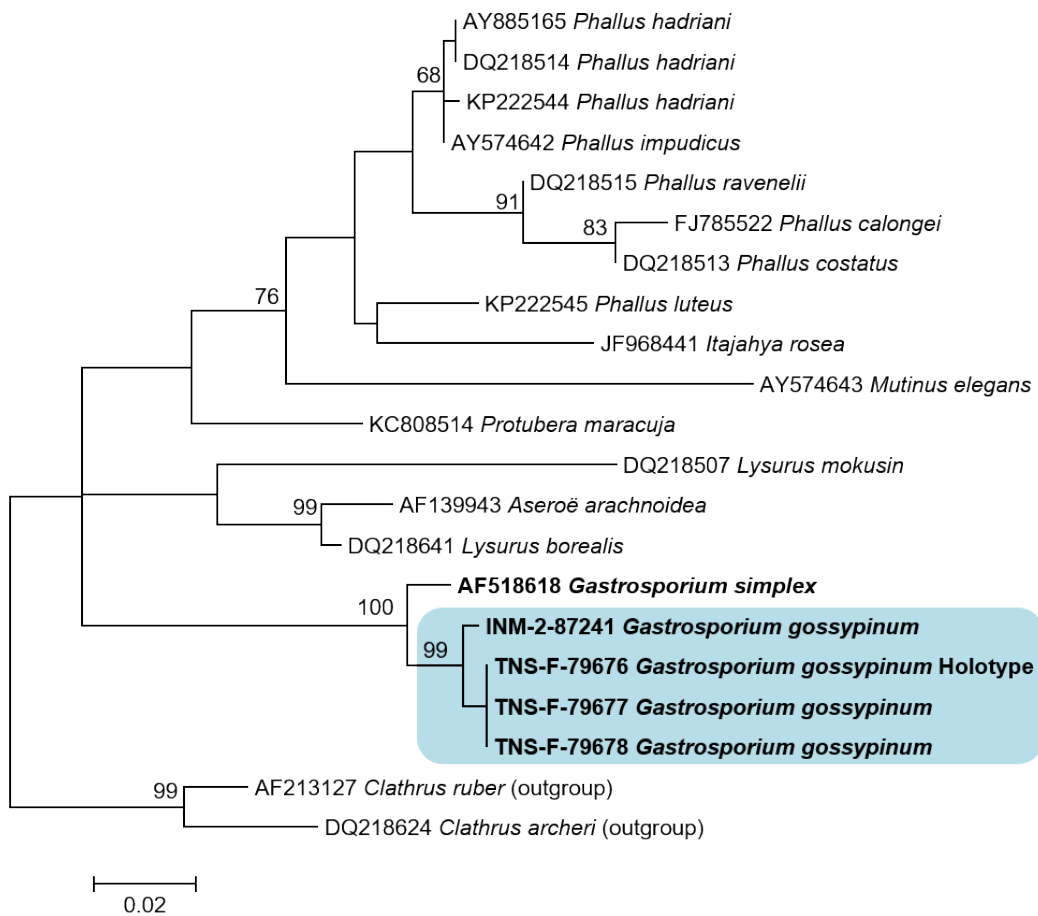 AY885165 Phallus hadriani
DQ218514 Phallus hadriani
68
KP222544 Phallus hadriani
AY574642 Phallus impudicus
DQ218515 Phallus ravenelii
91
FJ785522 Phallus calongei
83
DQ218513 Phallus costatus
76
KP222545 Phallus luteus
JF968441 Itajahya rosea
AY574643 Mutinus elegans
KC808514 Protubera maracuja
DQ218507 Lysurus mokusin
99
AF139943 Aseroë arachnoidea
DQ218641 Lysurus borealis
AF518618 Gastrosporium simplex
100
INM-2-87241 Gastrosporium gossypinum
99
TNS-F-79676 Gastrosporium gossypinum Holotype
TNS-F-79677 Gastrosporium gossypinum
TNS-F-79678 Gastrosporium gossypinum
99
AF213127 Clathrus ruber (outgroup)
DQ218624 Clathrus archeri (outgroup)
0.02